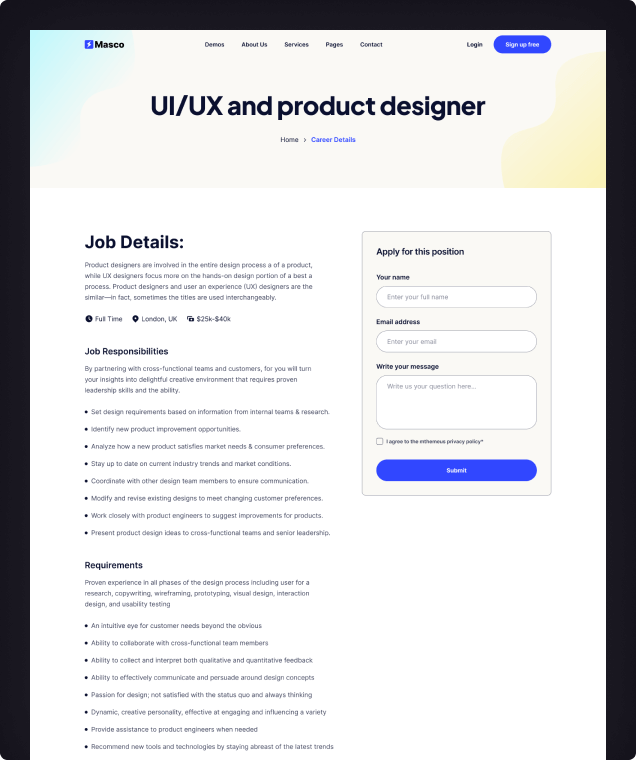 Masco
Demos About Us Services Pages Contact
Login Sign up free
UI/UX and product designer
Home › Career Details
Job Details:
Product designers are involved in the entire design process a of a product,
while UX designers focus more on the hands-on design portion of a best a
process. Product designers and user an experience (UX) designers are the
similar—in fact, sometimes the titles are used interchangeably.
Full Time London, UK $25k-$40k
Job Responsibilities
By partnering with cross-functional teams and customers, for you will turn
your insights into delightful creative environment that requires proven
leadership skills and the ability.
• Set design requirements based on information from internal teams & research.
• Identify new product improvement opportunities.
• Analyze how a new product satisfies market needs & consumer preferences.
• Stay up to date on current industry trends and market conditions.
• Coordinate with other design team members to ensure communication.
• Modify and revise existing designs to meet changing customer preferences.
• Work closely with product engineers to suggest improvements for products.
• Present product design ideas to cross-functional teams and senior leadership.
Requirements
Proven experience in all phases of the design process including user for a
research, copywriting, wireframing, prototyping, visual design, interaction
design, and usability testing
• An intuitive eye for customer needs beyond the obvious
• Ability to collaborate with cross-functional team members
• Ability to collect and interpret both qualitative and quantitative feedback
• Ability to effectively communicate and persuade around design concepts
• Passion for design; not satisfied with the status quo and always thinking
• Dynamic, creative personality, effective at engaging and influencing a variety
• Provide assistance to product engineers when needed
• Recommend new tools and technologies by staying abreast of the latest trends
Apply for this position
Your name
Enter your full name
Email address
Enter your email
Write your message
Write us your question here...
I agree to the mthemeus privacy policy*
Submit